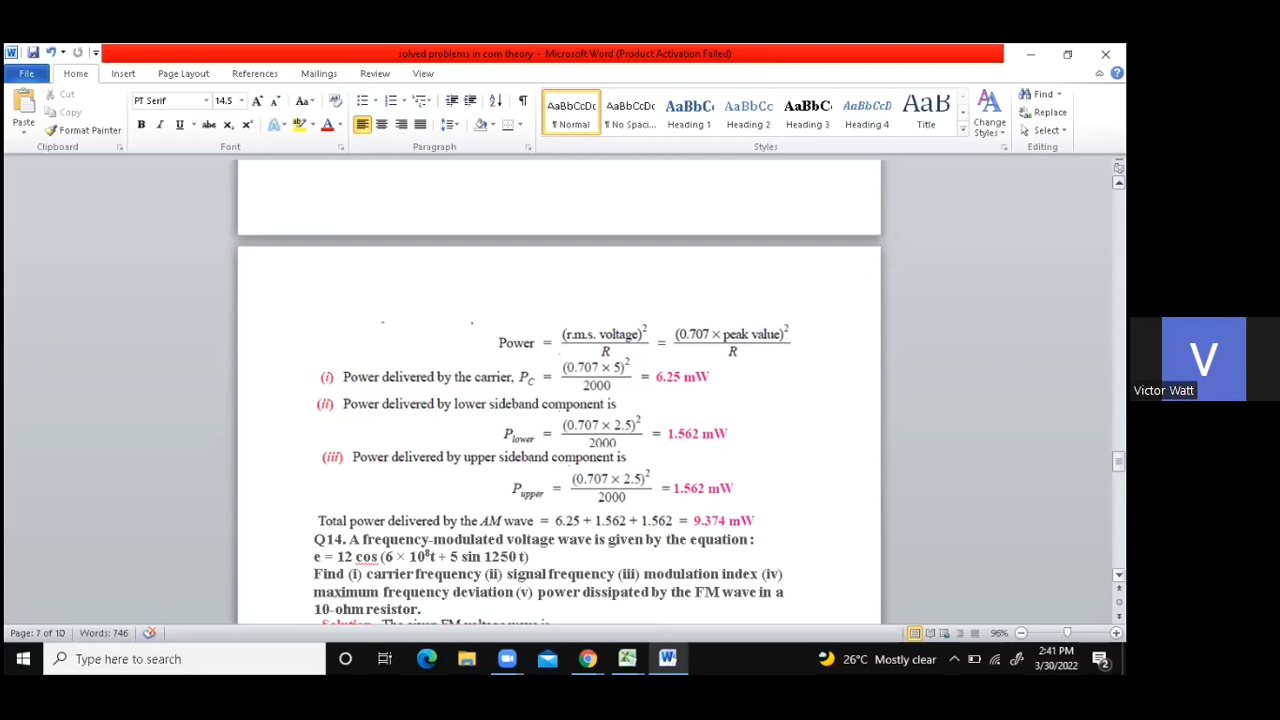 solved problems in com theory - Microsoft Word (Product Activation Failed)
File Home Insert Page Layout References Mailings Review View
Paste
Cut
Copy
Format Painter
Clipboard
PT Serif 14.5
Font
Paragraph
AaBbCcDc AaBbCcDc AaBbC AaBbCc AaBbC AaBbCc AaB
¶ Normal ¶ No Spaci... Heading 1 Heading 2 Heading 3 Heading 4 Title
Change Styles
Styles
Find
Replace
Select
Editing
Power = (r.m.s. voltage)² / R = (0.707 × peak value)² / R
(i) Power delivered by the carrier, P_C = (0.707 × 5)² / 2000 = 6.25 mW
(ii) Power delivered by lower sideband component is
P_lower = (0.707 × 2.5)² / 2000 = 1.562 mW
(iii) Power delivered by upper sideband component is
P_upper = (0.707 × 2.5)² / 2000 = 1.562 mW
Total power delivered by the AM wave = 6.25 + 1.562 + 1.562 = 9.374 mW
Q14. A frequency-modulated voltage wave is given by the equation :
e = 12 cos (6 × 10⁸t + 5 sin 1250 t)
Find (i) carrier frequency (ii) signal frequency (iii) modulation index (iv)
maximum frequency deviation (v) power dissipated by the FM wave in a
10-ohm resistor.
Solution. The given FM voltage wave is
Page: 7 of 10 Words: 746 96%
Type here to search
26°C Mostly clear
2:41 PM
3/30/2022
2
V
Victor Watt